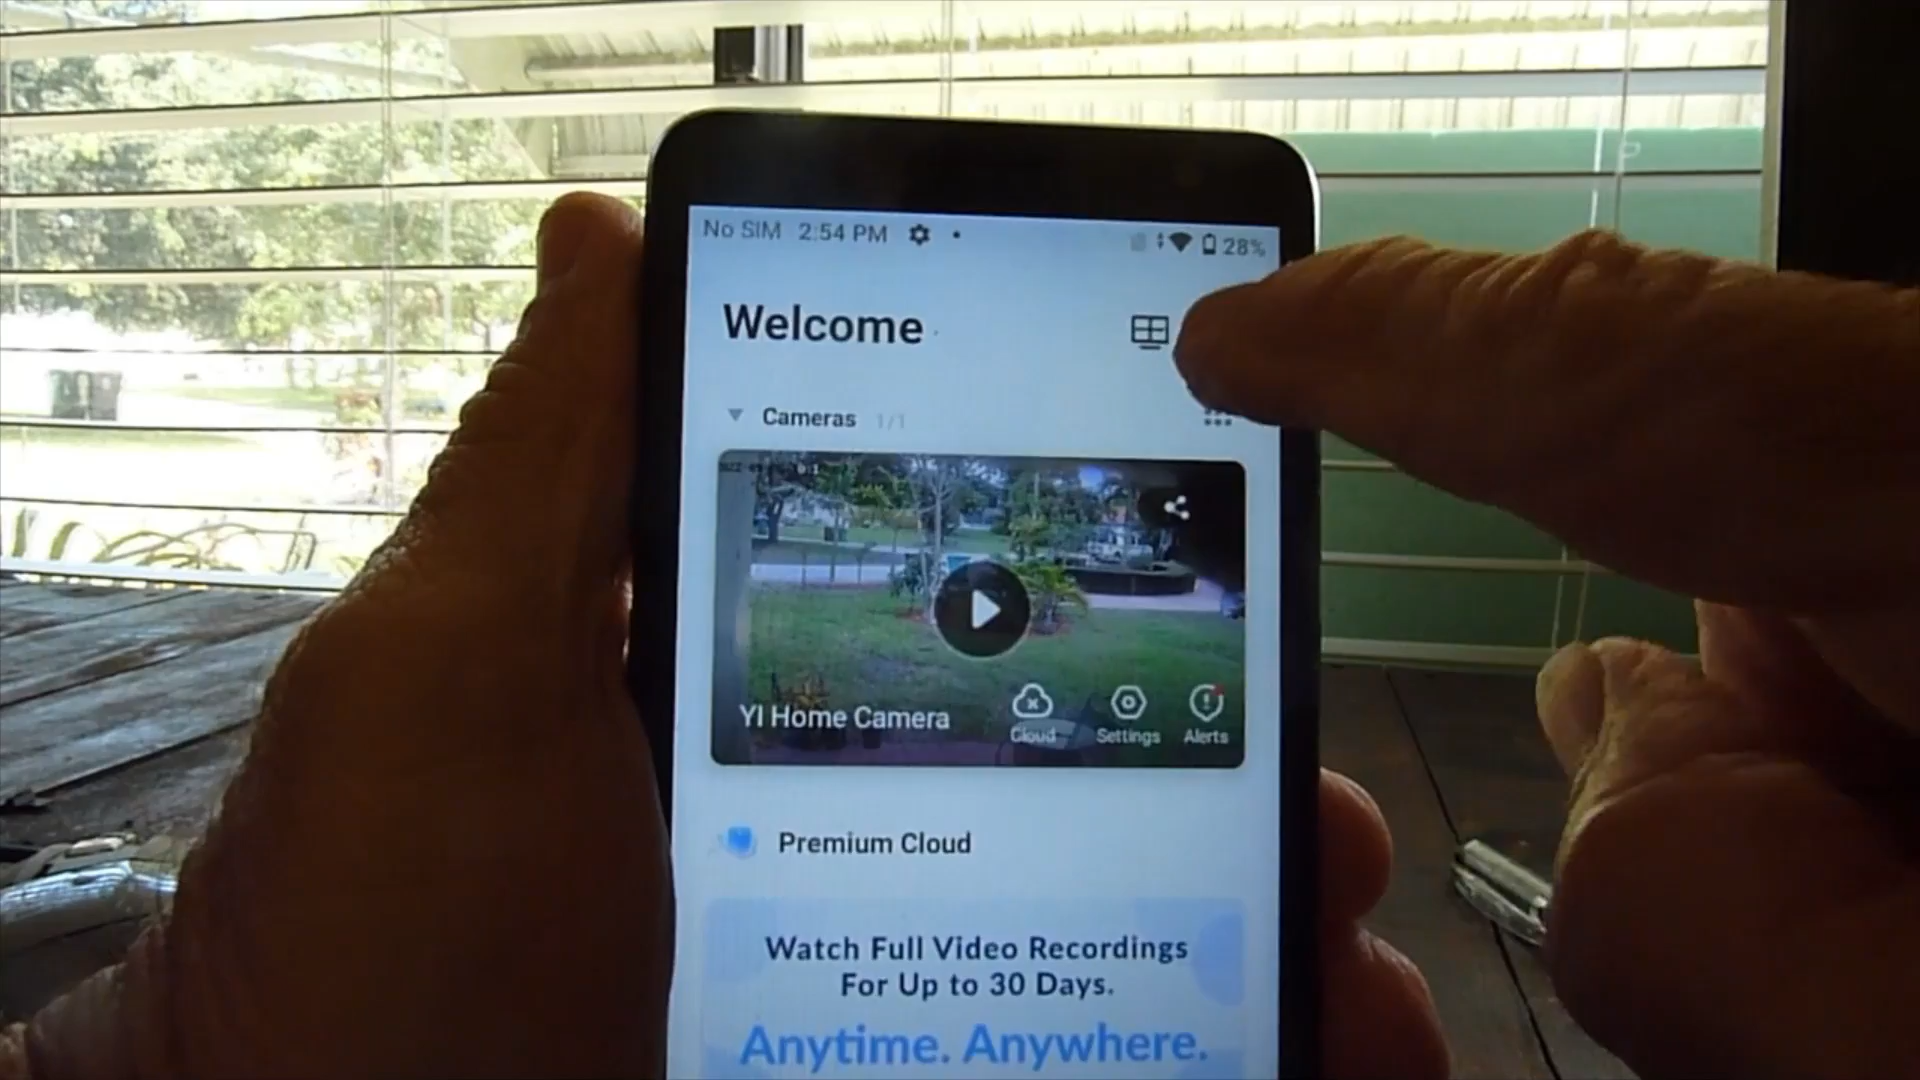 No SIM 2:54 PM 28%
Welcome
Cameras 1/1
YI Home Camera
Cloud Settings Alerts
Premium Cloud
Watch Full Video Recordings
For Up to 30 Days.
Anytime. Anywhere.